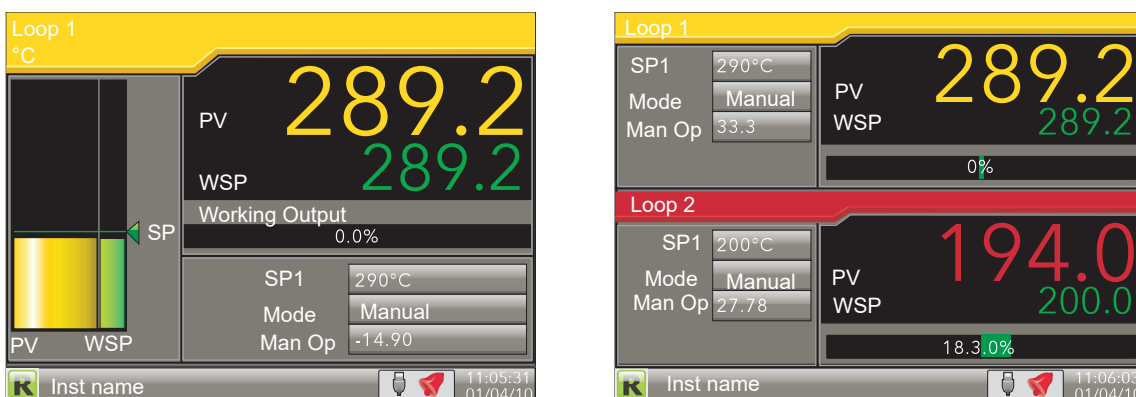 Loop 1
°C
PV
289.2
WSP
289.2
SP
Working Output
0.0%
SP1 290°C
Mode Manual
Man Op -14.90
PV WSP
R Inst name 11:05:31
01/04/10
Loop 1
SP1 290°C
Mode Manual
Man Op 33.3
PV 289.2
WSP 289.2
0%
Loop 2
SP1 200°C
Mode Manual
Man Op 27.78
PV 194.0
WSP 200.0
18.3.0%
R Inst name 11:06:03
01/04/10